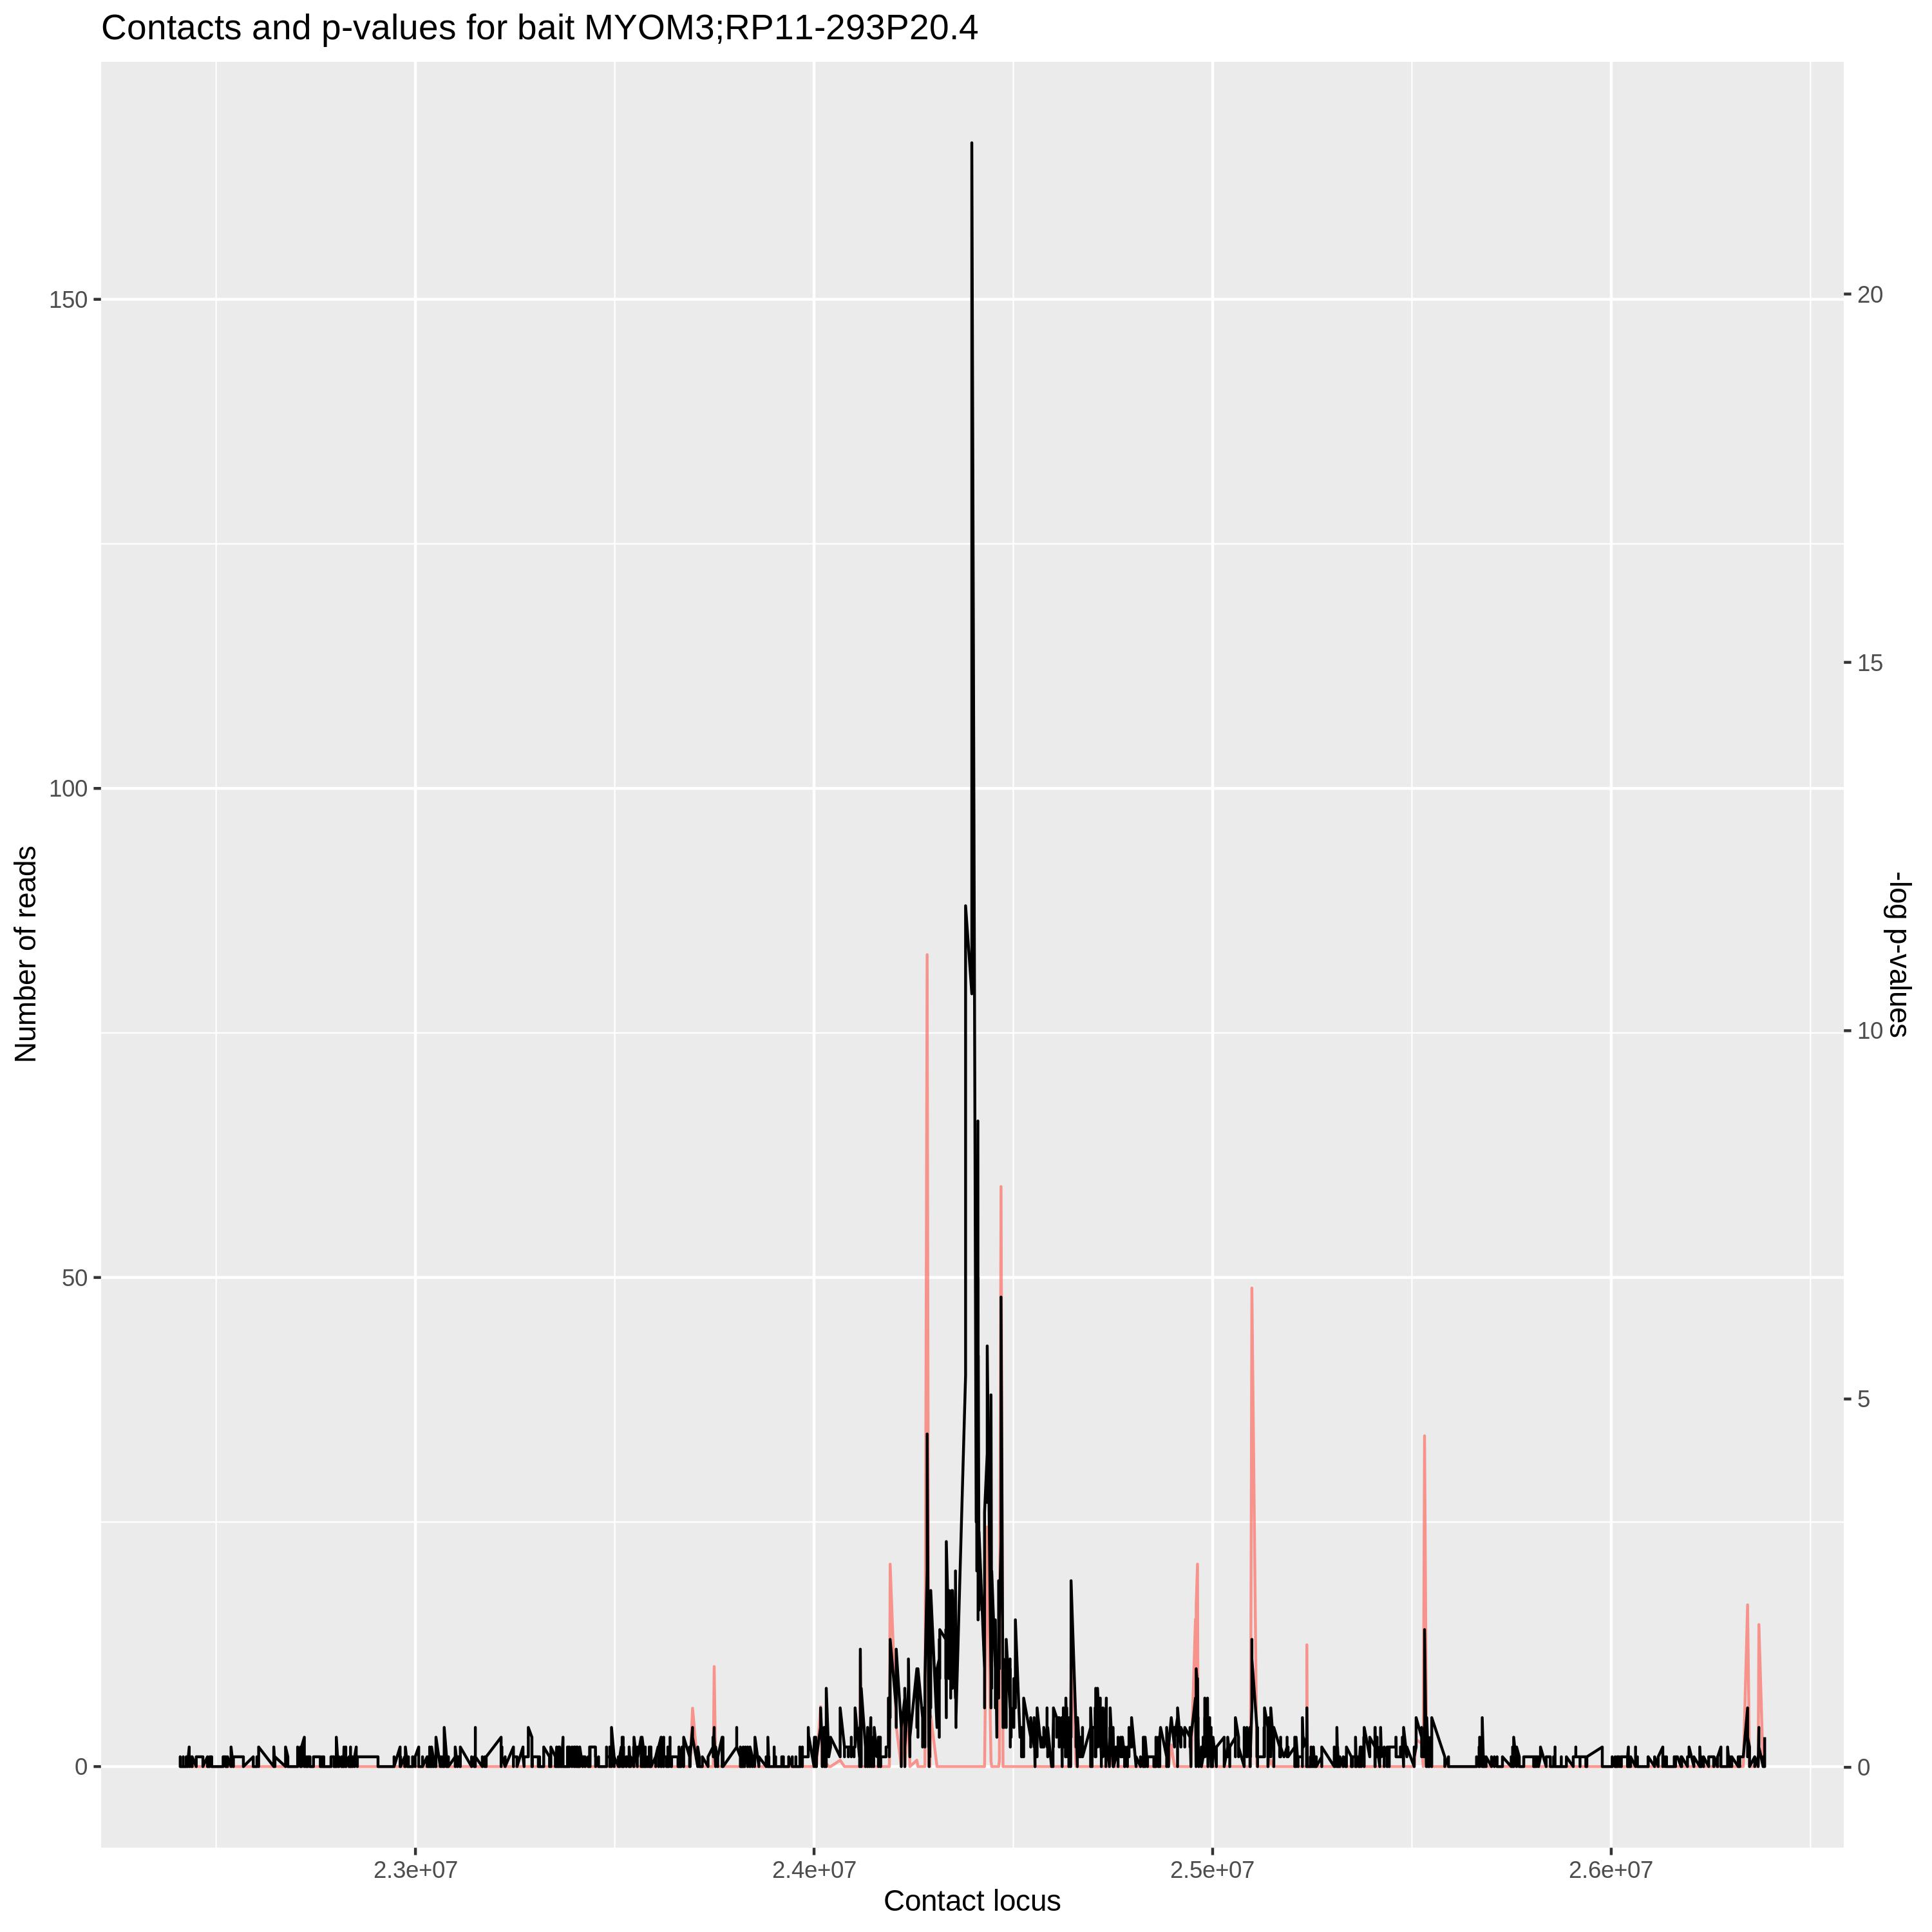 Contacts and p-values for bait MYOM3;RP11-293P20.4
Number of reads
150
100
50
0
20
15
10
5
0
-log p-values
2.3e+07
2.4e+07
2.5e+07
2.6e+07
Contact locus